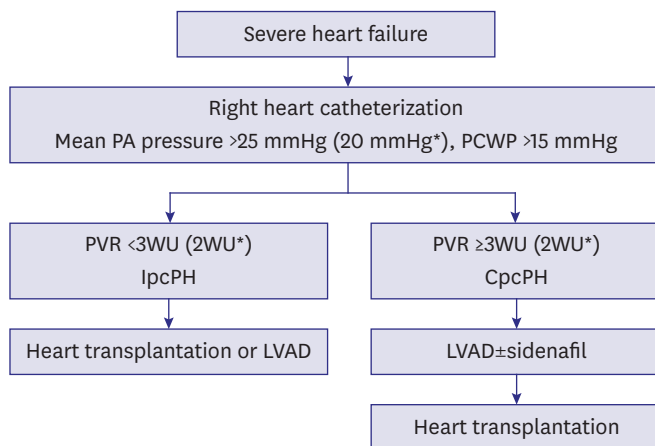 Severe heart failure
Right heart catheterization
Mean PA pressure >25 mmHg (20 mmHg*), PCWP >15 mmHg
PVR <3WU (2WU*)
IpcPH
PVR ≥3WU (2WU*)
CpcPH
Heart transplantation or LVAD
LVAD±sidenafil
Heart transplantation